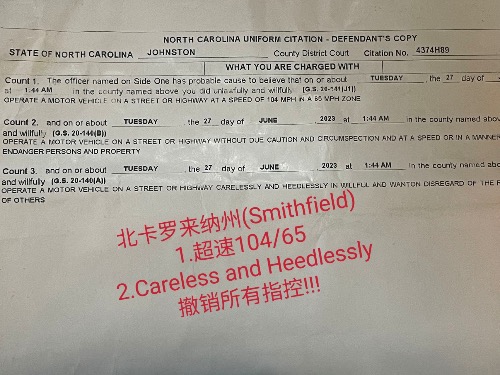 NORTH CAROLINA UNIFORM CITATION - DEFENDANT'S COPY
STATE OF NORTH CAROLINA JOHNSTON County District Court Citation No. 4374H89
WHAT YOU ARE CHARGED WITH
Count 1. The officer named on Side One has probable cause to believe that on or about TUESDAY, the 27 day of
at 1:44 AM in the county named above you did unlawfully and willfully (G.S. 20-141(J1))
OPERATE A MOTOR VEHICLE ON A STREET OR HIGHWAY AT A SPEED OF 104 MPH IN A 65 MPH ZONE
Count 2. and on or about TUESDAY, the 27 day of JUNE 2023 at 1:44 AM in the county named above
and willfully (G.S. 20-140(B))
OPERATE A MOTOR VEHICLE ON A STREET OR HIGHWAY WITHOUT DUE CAUTION AND CIRCUMSPECTION AND AT A SPEED OR IN A MANNER
ENDANGER PERSONS AND PROPERTY
Count 3. and on or about TUESDAY, the 27 day of JUNE 2023 at 1:44 AM in the county named abo
and willfully (G.S. 20-140(A))
OPERATE A MOTOR VEHICLE ON A STREET OR HIGHWAY CARELESSLY AND HEEDLESSLY IN WILLFUL AND WANTON DISREGARD OF THE R
OF OTHERS
北卡罗来纳州(Smithfield)
1.超速104/65
2.Careless and Heedlessly
撤销所有指控!!!